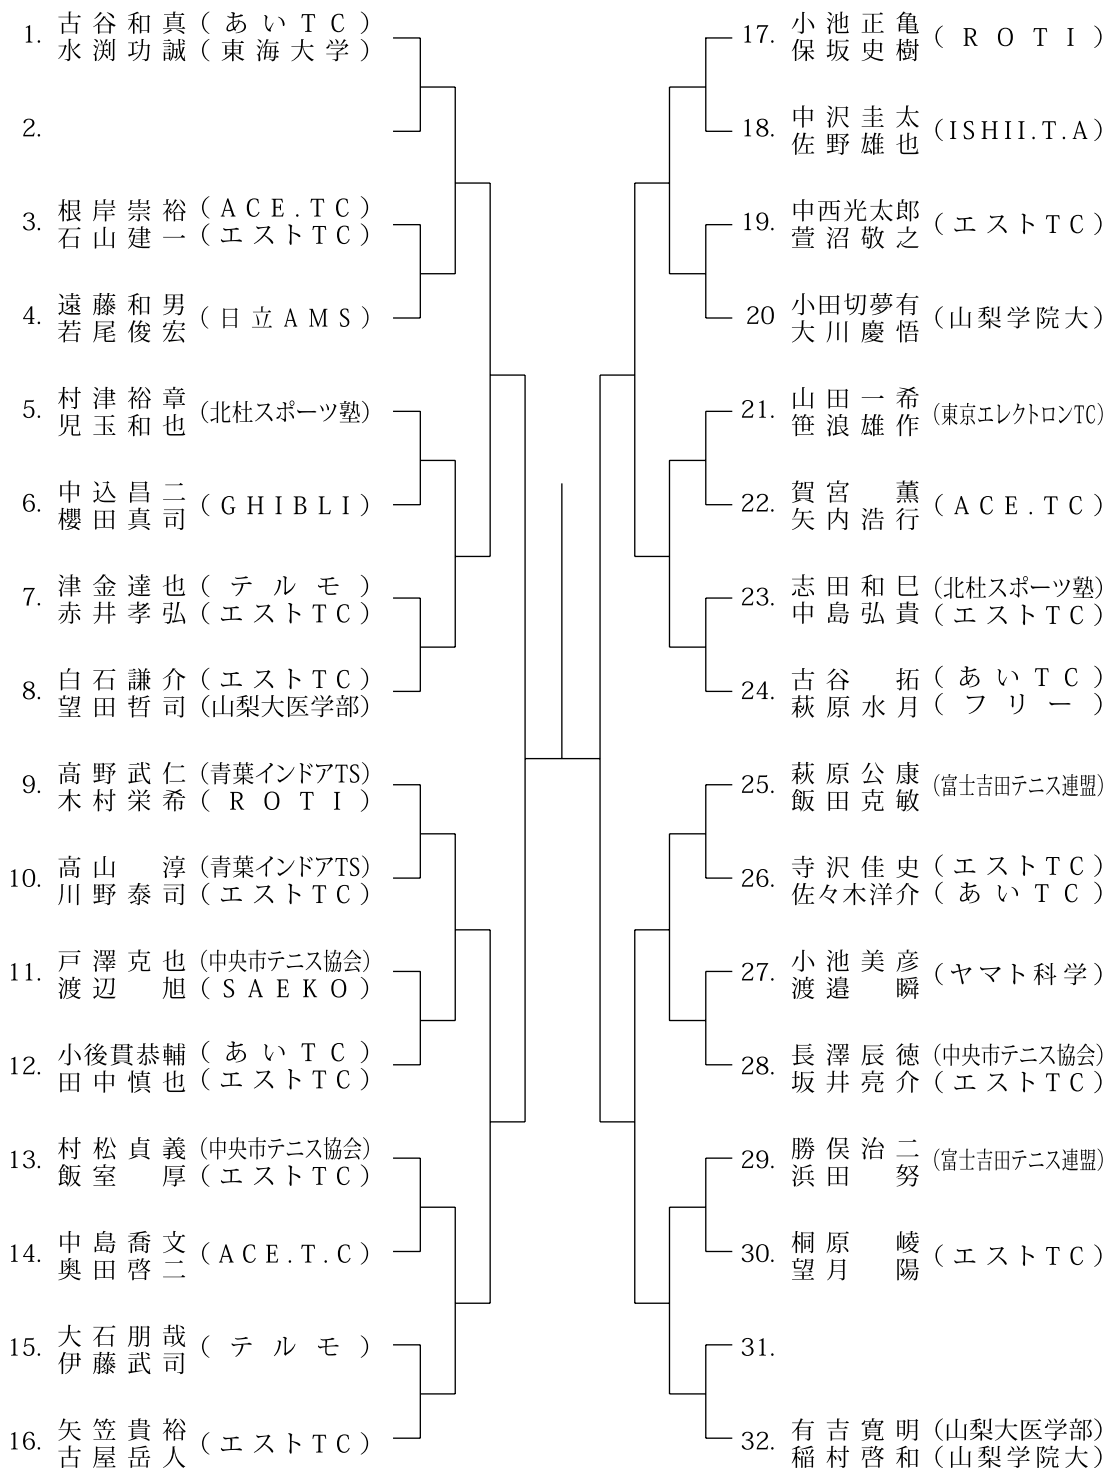 1. 古谷和真 (あいTC)
水渕功誠 (東海大学)
2.
3. 根岸崇裕 (ACE.TC)
石山建一 (エストTC)
4. 遠藤和男 (日立AMS)
若尾俊宏
5. 村津裕章 (北杜スポーツ塾)
児玉和也
6. 中込昌二 (GHIBLI)
櫻田真司
7. 津金達也 (テルモ)
赤井孝弘 (エストTC)
8. 白石謙介 (エストTC)
望田哲司 (山梨大医学部)
9. 高野武仁 (青葉インドアTS)
木村栄希 (ROTI)
10. 高山淳 (青葉インドアTS)
川野泰司 (エストTC)
11. 戸澤克也 (中央市テニス協会)
渡辺旭 (SAEKO)
12. 小後貫恭輔 (あいTC)
田中慎也 (エストTC)
13. 村松貞義 (中央市テニス協会)
飯室厚 (エストTC)
14. 中島喬文 (ACE.T.C)
奥田啓二
15. 大石朋哉 (テルモ)
伊藤武司
16. 矢笠貴裕 (エストTC)
古屋岳人
17. 小池正亀 (ROTI)
保坂史樹
18. 中沢圭太 (ISHII.T.A)
佐野雄也
19. 中西光太郎 (エストTC)
萱沼敬之
20 小田切夢有 (山梨学院大)
大川慶悟
21. 山田一希 (東京エレクトロンTC)
笹浪雄作
22. 賀宮薫 (ACE.TC)
矢内浩行
23. 志田和巳 (北杜スポーツ塾)
中島弘貴 (エストTC)
24. 古谷拓 (あいTC)
萩原水月 (フリー)
25. 萩原公康 (富士吉田テニス連盟)
飯田克敏
26. 寺沢佳史 (エストTC)
佐々木洋介 (あいTC)
27. 小池美彦 (ヤマト科学)
渡邉瞬
28. 長澤辰徳 (中央市テニス協会)
坂井亮介 (エストTC)
29. 勝俣治二 (富士吉田テニス連盟)
浜田努
30. 桐原崚 (エストTC)
望月陽
31.
32. 有吉寛明 (山梨大医学部)
稲村啓和 (山梨学院大)